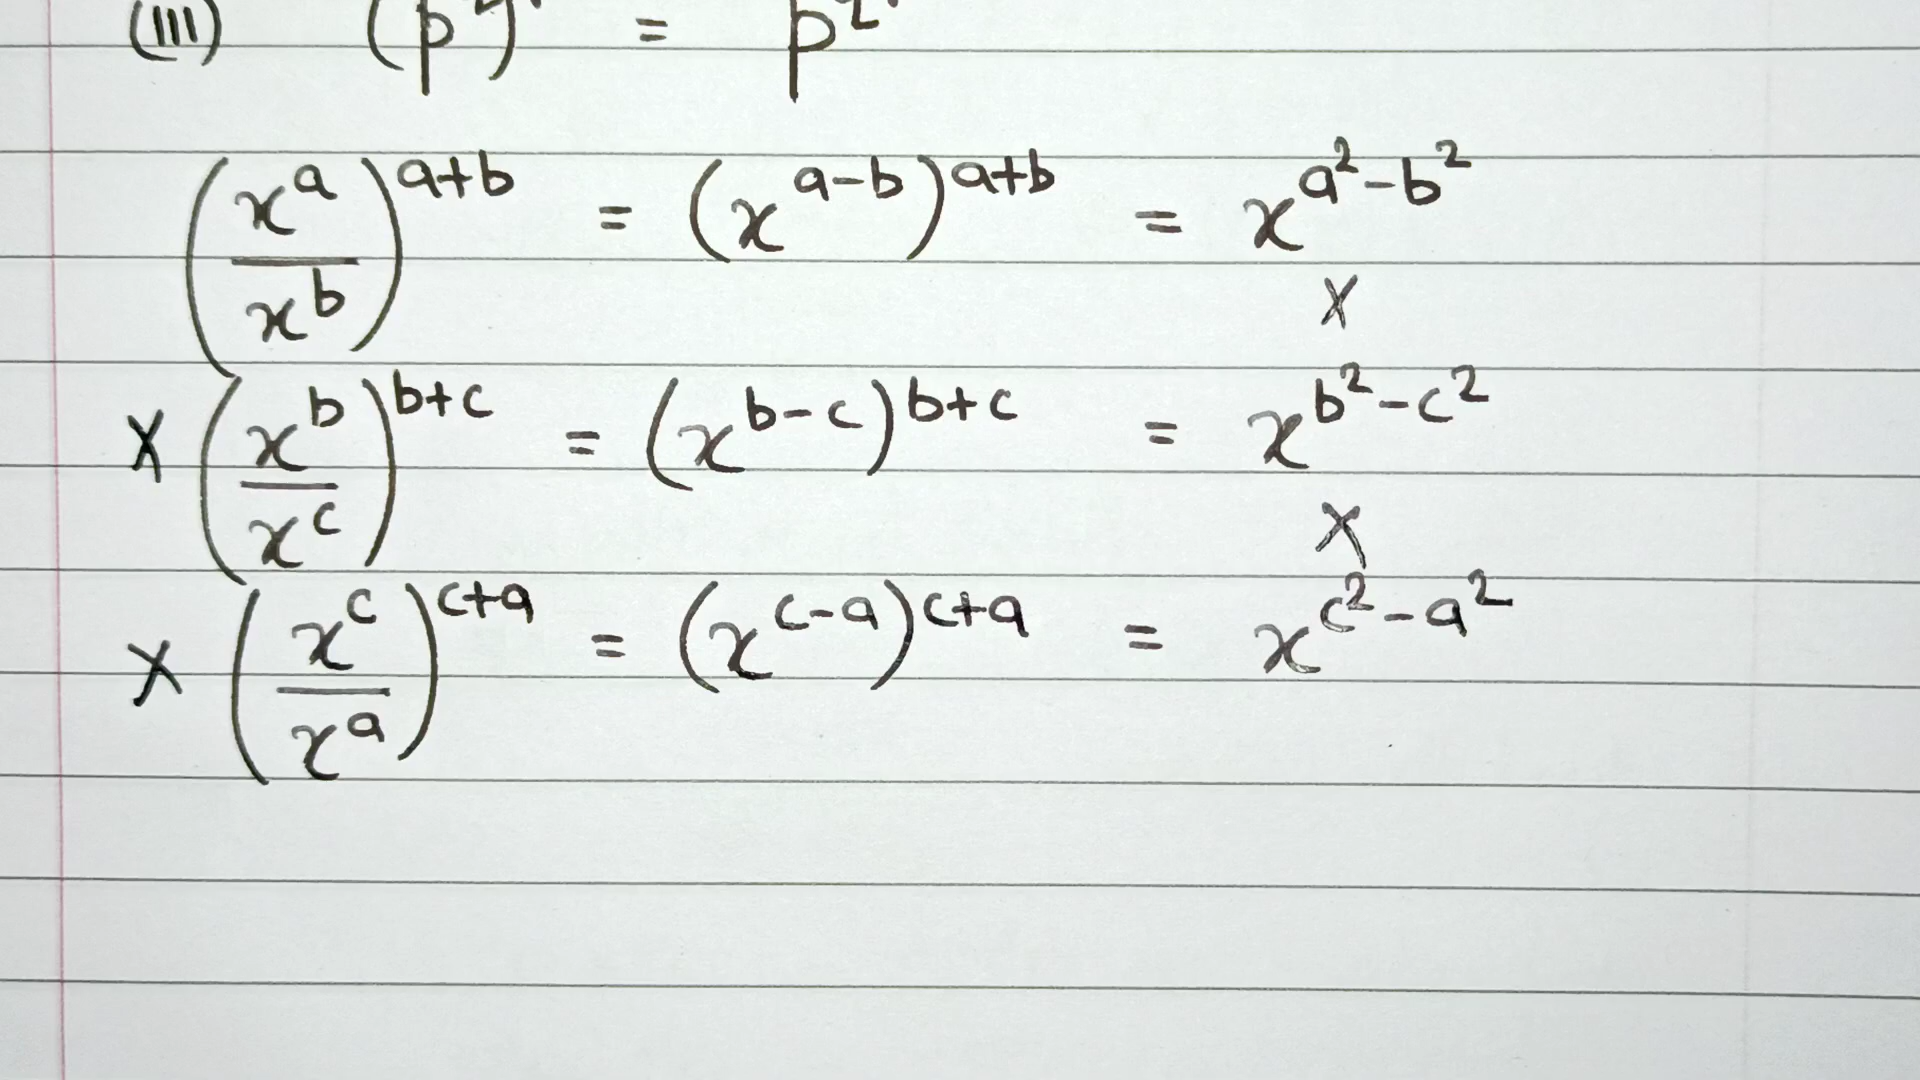 (III) (p
= p
(x^a / x^b)^(a+b) = (x^(a-b))^(a+b) = x^(a²-b²)
×
× (x^b / x^c)^(b+c) = (x^(b-c))^(b+c) = x^(b²-c²)
×
× (x^c / x^a)^(c+a) = (x^(c-a))^(c+a) = x^(c²-a²)